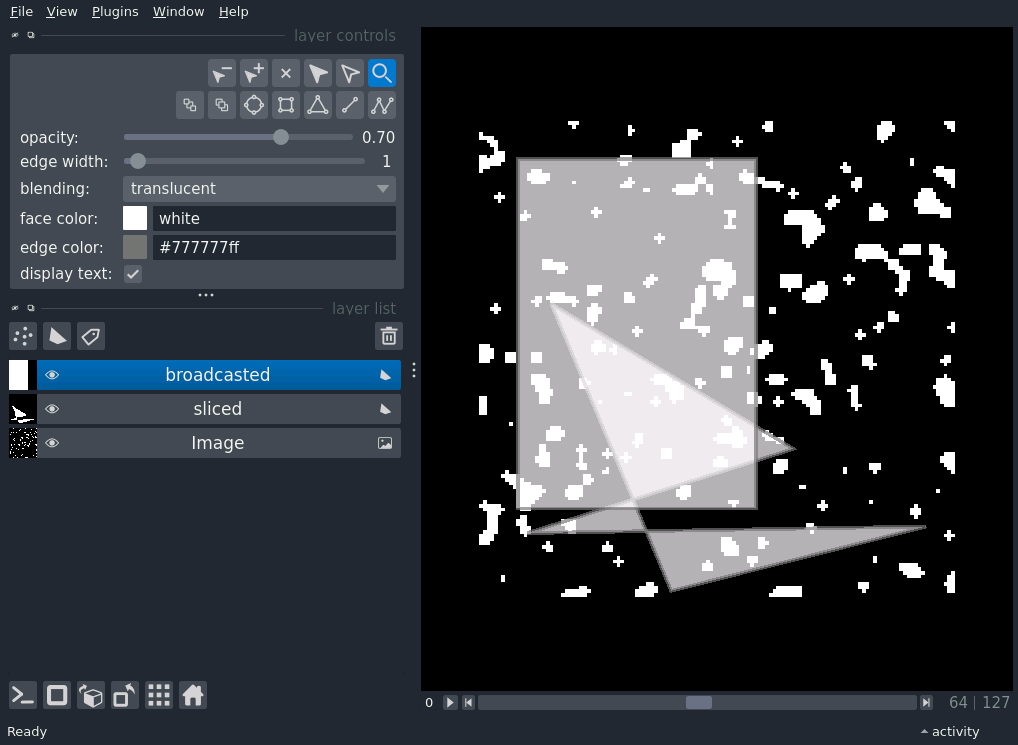 File View Plugins Window Help
layer controls
opacity: 0.70
edge width: 1
blending: translucent
face color: white
edge color: #777777ff
display text:
layer list
broadcasted
sliced
Image
0 64 | 127
Ready activity